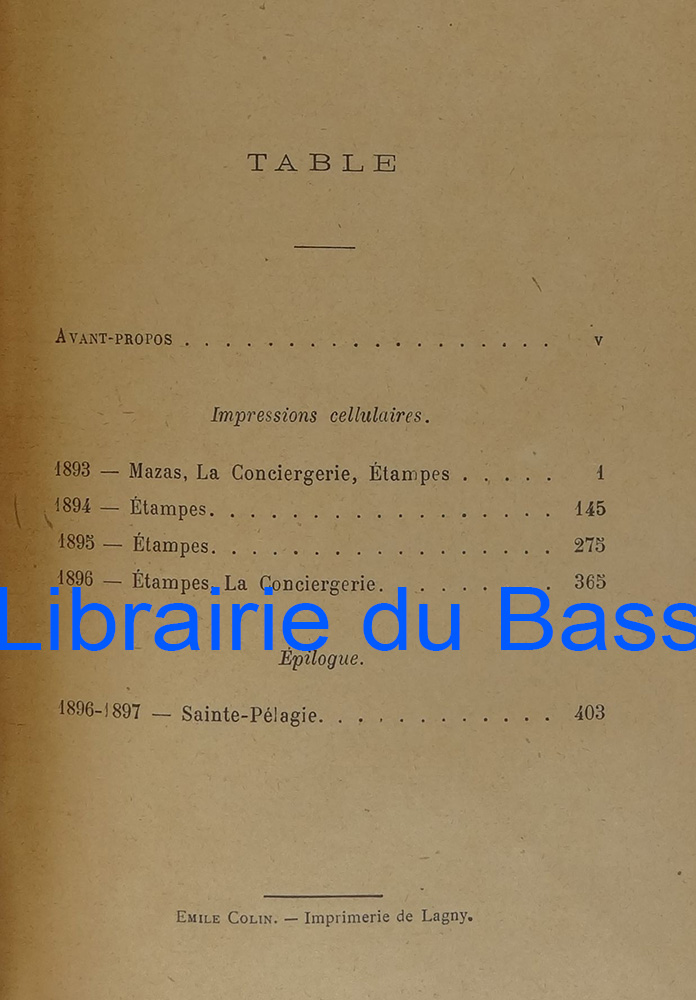 TABLE
AVANT-PROPOS . . . . . . . . . . . . . . . . . . V
Impressions cellulaires.
1893 — Mazas, La Conciergerie, Étampes . . . . . 1
1894 — Étampes. . . . . . . . . . . . . . . . . 145
1895 — Étampes. . . . . . . . . . . . . . . . . 275
1896 — Étampes, La Conciergerie. . . . . . . . . 365
Librairie du Bass
Épilogue.
1896-1897 — Sainte-Pélagie. . . . . . . . . . . . 403
EMILE COLIN. — Imprimerie de Lagny.